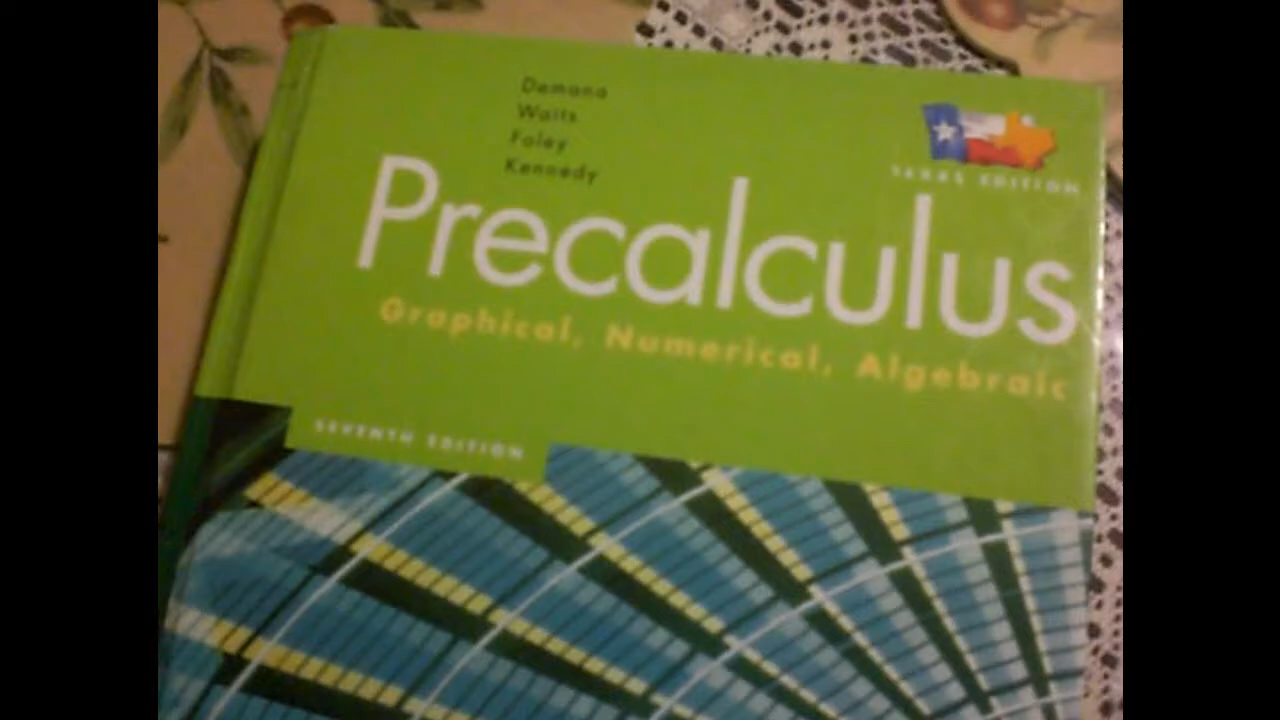 Demana
Waits
Foley
Kennedy
TEXAS EDITION
Precalculus
Graphical, Numerical, Algebraic
SEVENTH EDITION